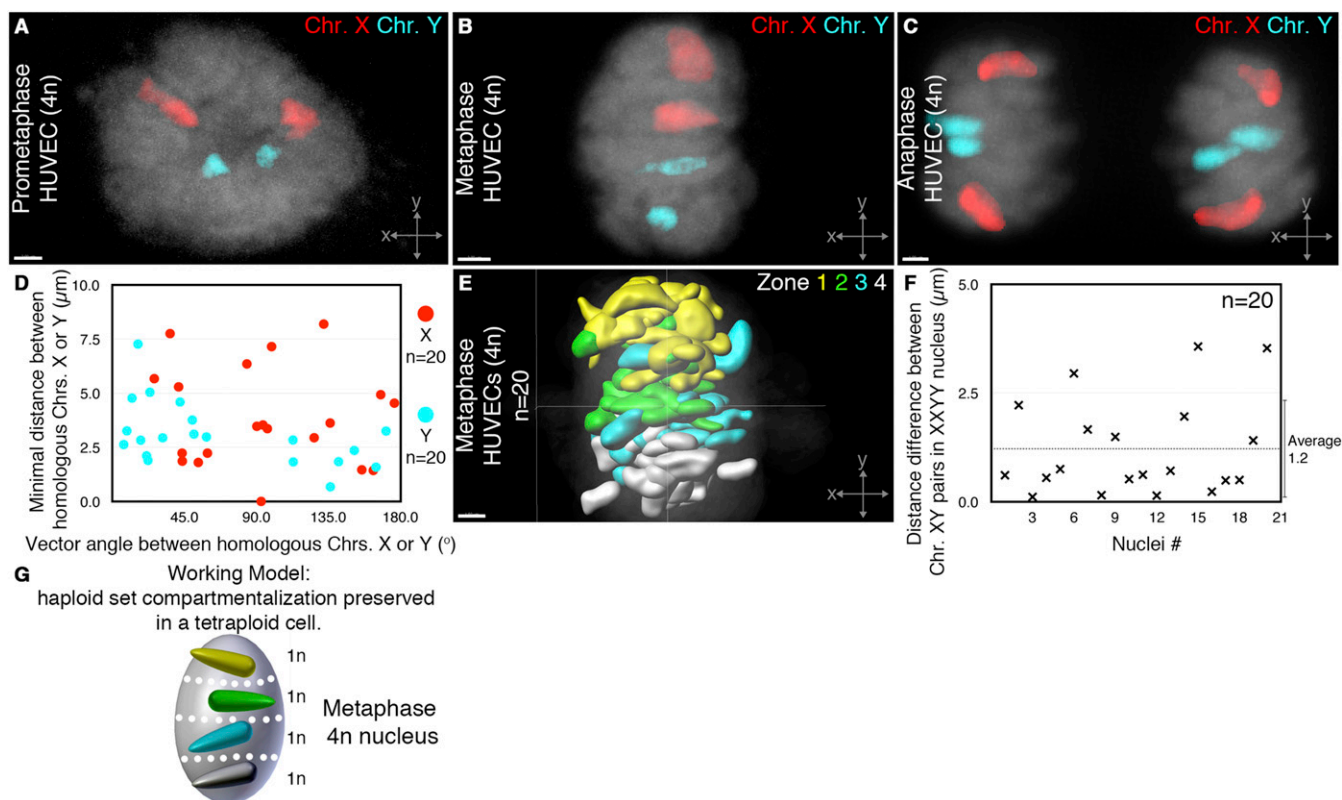 A
Chr. X Chr. Y
Prometaphase
HUVEC (4n)
y
x
B
Chr. X Chr. Y
Metaphase
HUVEC (4n)
y
x
C
Chr. X Chr. Y
Anaphase
HUVEC (4n)
y
x
D
Minimal distance between
homologous Chrs. X or Y (µm)
10.0
7.5
5.0
2.5
0.0
45.0 90.0 135.0 180.0
Vector angle between homologous Chrs. X or Y (º)
X
n=20
Y
n=20
E
Zone 1 2 3 4
Metaphase
HUVECs (4n)
n=20
y
x
F
Distance difference between
Chr. XY pairs in XXYY nucleus (µm)
5.0
2.5
0.0
n=20
Average
1.2
3 6 9 12 15 18 21
Nuclei #
G
Working Model:
haploid set compartmentalization preserved
in a tetraploid cell.
1n
1n
1n
1n
Metaphase
4n nucleus